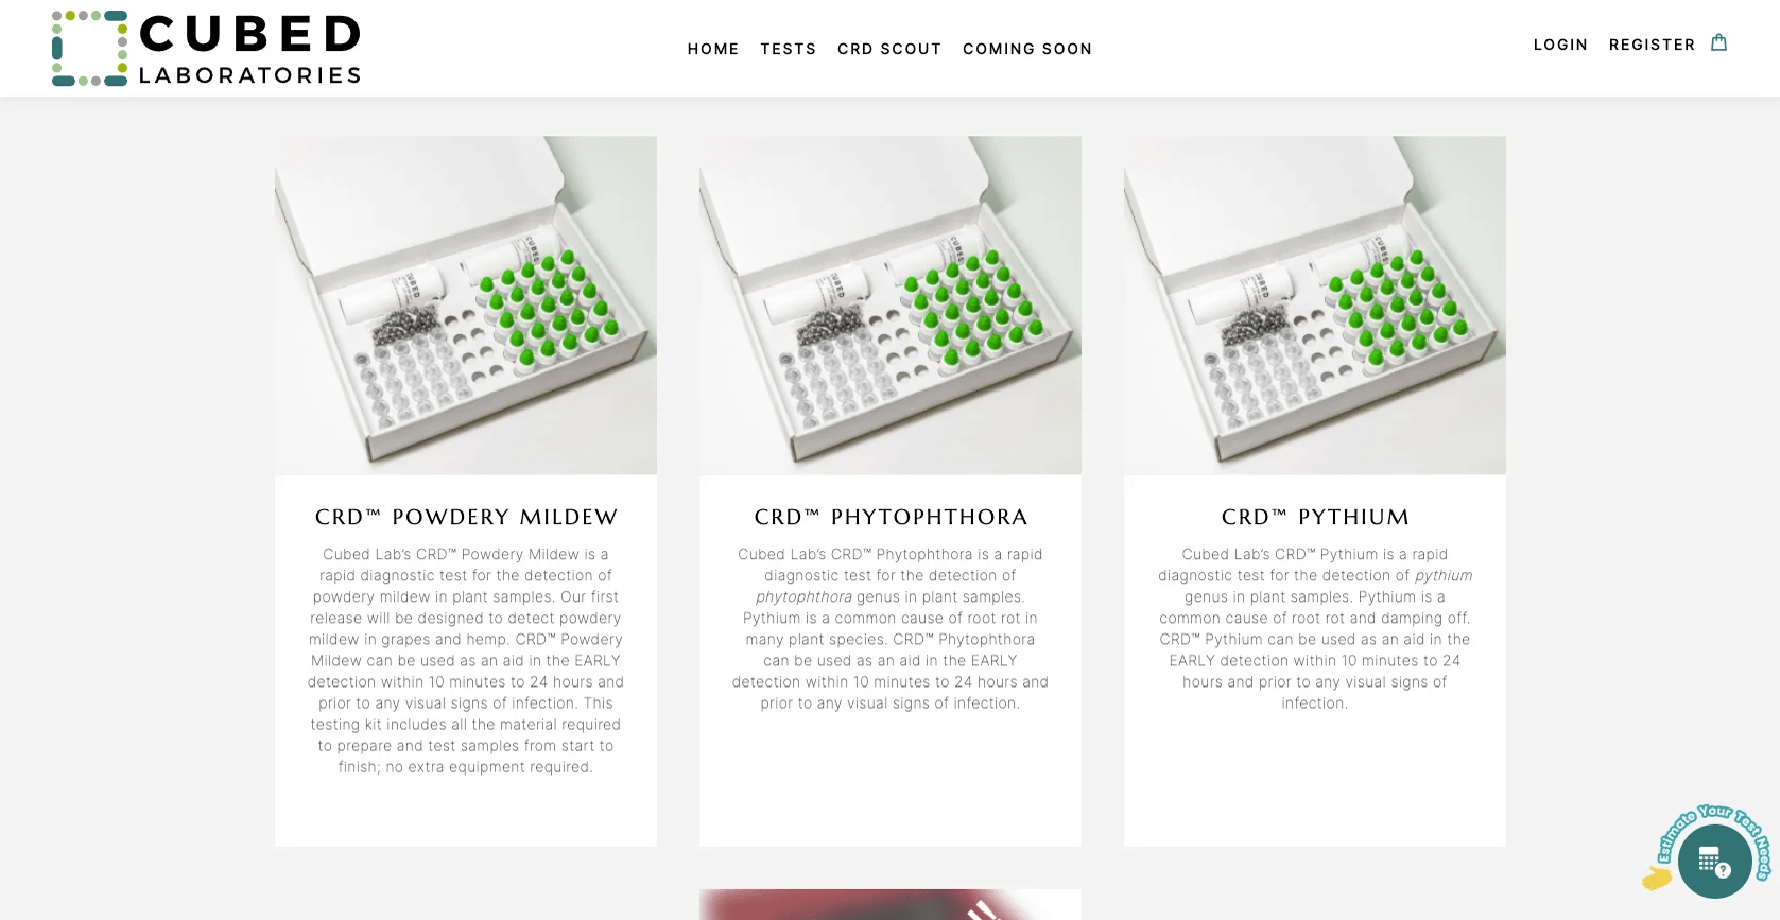 CUBED
LABORATORIES
HOME TESTS CRD SCOUT COMING SOON
LOGIN REGISTER
CUBED
CUBED
CUBED
CUBED
CUBED
CUBED
CRD™ POWDERY MILDEW
Cubed Lab's CRD™ Powdery Mildew is a
rapid diagnostic test for the detection of
powdery mildew in plant samples. Our first
release will be designed to detect powdery
mildew in grapes and hemp. CRD™ Powdery
Mildew can be used as an aid in the EARLY
detection within 10 minutes to 24 hours and
prior to any visual signs of infection. This
testing kit includes all the material required
to prepare and test samples from start to
finish; no extra equipment required.
CRD™ PHYTOPHTHORA
Cubed Lab's CRD™ Phytophthora is a rapid
diagnostic test for the detection of
phytophthora genus in plant samples.
Pythium is a common cause of root rot in
many plant species. CRD™ Phytophthora
can be used as an aid in the EARLY
detection within 10 minutes to 24 hours and
prior to any visual signs of infection.
CRD™ PYTHIUM
Cubed Lab's CRD™ Pythium is a rapid
diagnostic test for the detection of pythium
genus in plant samples. Pythium is a
common cause of root rot and damping off.
CRD™ Pythium can be used as an aid in the
EARLY detection within 10 minutes to 24
hours and prior to any visual signs of
infection.
Estimate Your Test Needs